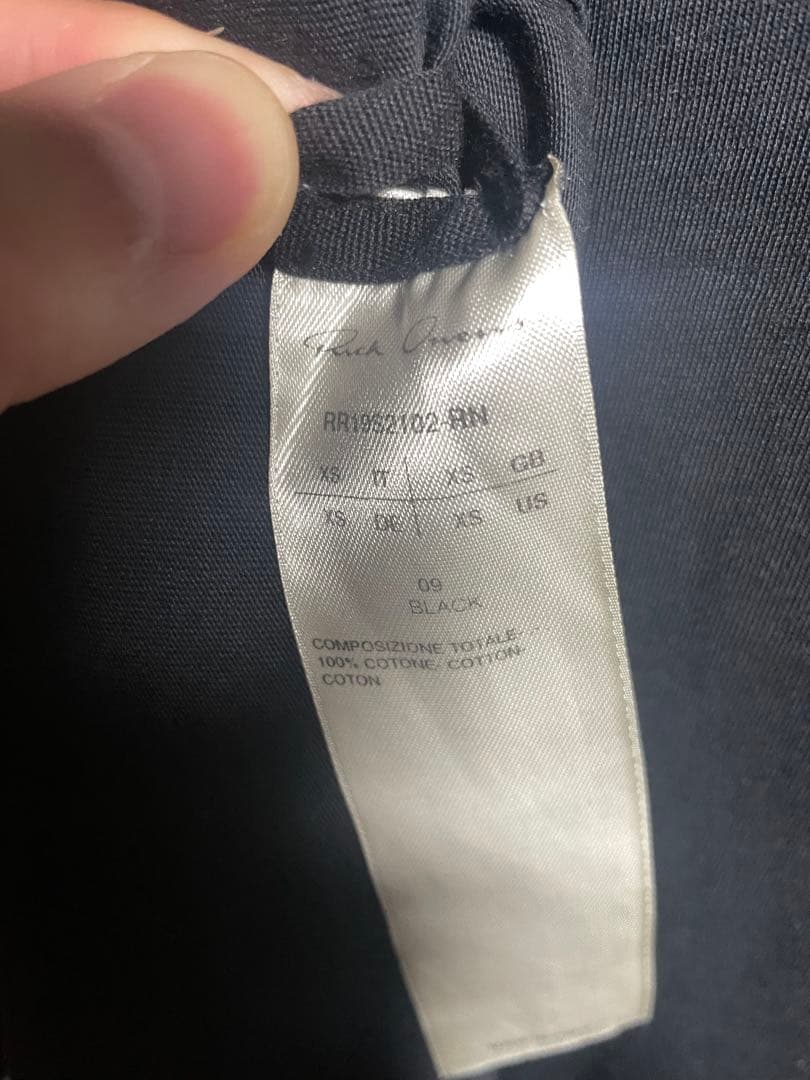 Rick Owens
RR19S2102-RN
XS IT XS GB
XS DE XS US
09
BLACK
COMPOSIZIONE TOTALE-
100% COTONE- COTTON-
COTON